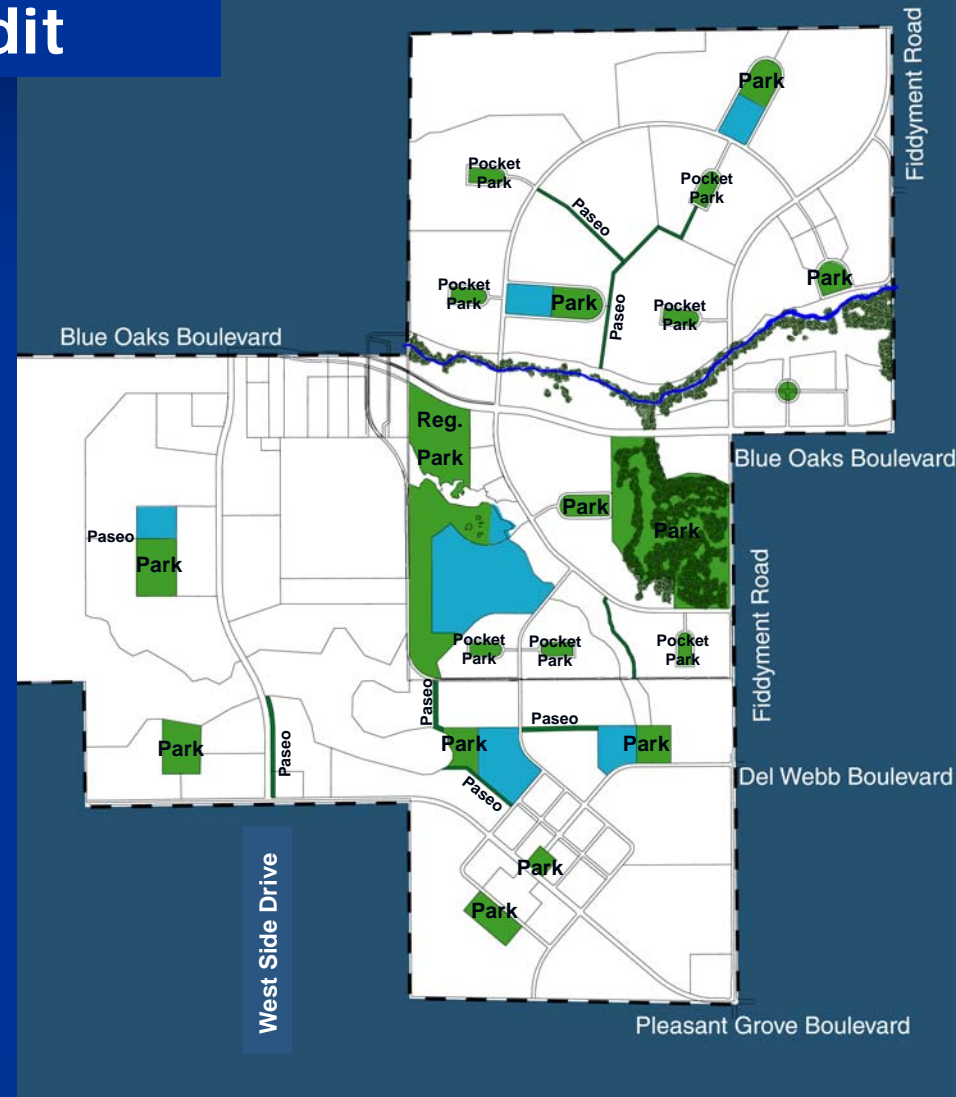 dit
Fiddyment Road
Park
Pocket
Park
Pocket
Park
Paseo
Park
Pocket
Park
Park
Paseo
Pocket
Park
Blue Oaks Boulevard
Reg.
Park
Blue Oaks Boulevard
Park
Park
Paseo
Park
Fiddyment Road
Pocket
Park
Pocket
Park
Pocket
Park
Paseo
Paseo
Park
Paseo
Park
Park
Paseo
Del Webb Boulevard
Park
West Side Drive
Park
Pleasant Grove Boulevard